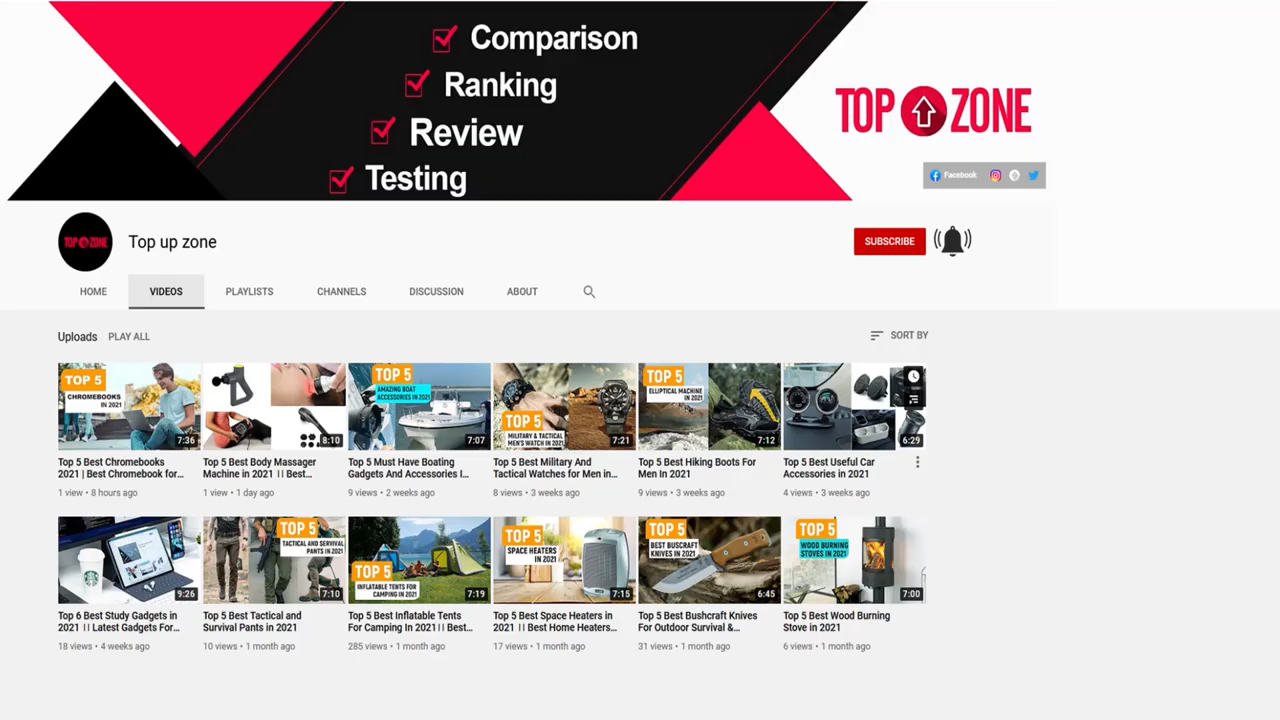 Comparison
Ranking
Review
Testing
TOP ZONE
Facebook
TOP ZONE
Top up zone
SUBSCRIBE
HOME
VIDEOS
PLAYLISTS
CHANNELS
DISCUSSION
ABOUT
Uploads
PLAY ALL
SORT BY
TOP 5
CHROMEBOOKS
IN 2021
7:36
8:10
TOP 5
AMAZING BOAT
ACCESSORIES IN 2021
7:07
TOP 5
MILITARY & TACTICAL
MEN'S WATCH IN 2021
7:21
TOP 5
ELLIPTICAL MACHINE
IN 2021
7:12
6:29
Top 5 Best Chromebooks
2021 | Best Chromebook for...
1 view • 8 hours ago
Top 5 Best Body Massager
Machine in 2021 || Best...
1 view • 1 day ago
Top 5 Must Have Boating
Gadgets And Accessories I...
9 views • 2 weeks ago
Top 5 Best Military And
Tactical Watches for Men in...
8 views • 3 weeks ago
Top 5 Best Hiking Boots For
Men In 2021
9 views • 3 weeks ago
Top 5 Best Useful Car
Accessories in 2021
4 views • 3 weeks ago
9:26
TOP 5
TACTICAL AND SURVIVAL
PANTS IN 2021
7:10
TOP 5
INFLATABLE TENTS FOR
CAMPING IN 2021
7:19
TOP 5
SPACE HEATERS
IN 2021
7:15
TOP 5
BEST BUSCRAFT
KNIVES IN 2021
6:45
TOP 5
WOOD BURNING
STOVES IN 2021
7:00
Top 6 Best Study Gadgets in
2021 || Latest Gadgets For...
18 views • 4 weeks ago
Top 5 Best Tactical and
Survival Pants in 2021
10 views • 1 month ago
Top 5 Best Inflatable Tents
For Camping In 2021|| Best...
285 views • 1 month ago
Top 5 Best Space Heaters in
2021 || Best Home Heaters...
17 views • 1 month ago
Top 5 Best Bushcraft Knives
For Outdoor Survival &...
31 views • 1 month ago
Top 5 Best Wood Burning
Stove in 2021
6 views • 1 month ago